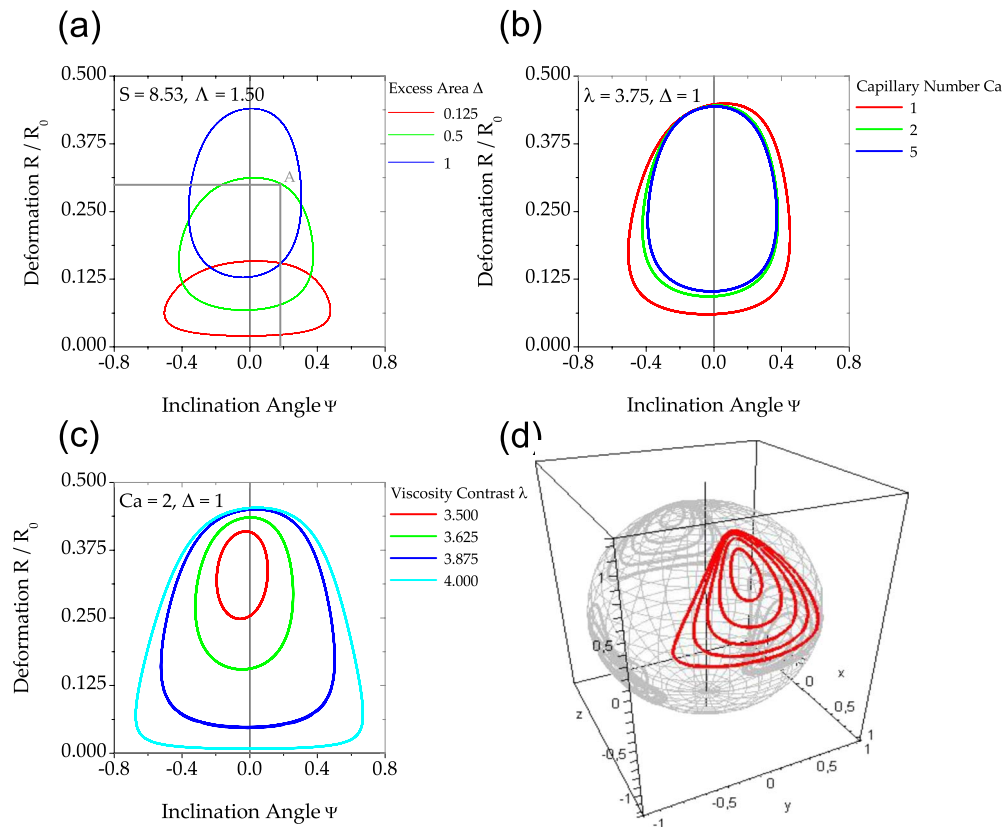 (a)
0.500
0.375
0.250
0.125
0.000
S = 8.53, Λ = 1.50
A
-0.8
-0.4
0.0
0.4
0.8
Deformation R / R₀
Inclination Angle Ψ
Excess Area Δ
0.125
0.5
1
(b)
0.500
0.375
0.250
0.125
0.000
λ = 3.75, Δ = 1
-0.8
-0.4
0.0
0.4
0.8
Deformation R / R₀
Inclination Angle Ψ
Capillary Number Ca
1
2
5
(c)
0.500
0.375
0.250
0.125
0.000
Ca = 2, Δ = 1
-0.8
-0.4
0.0
0.4
0.8
Deformation R / R₀
Inclination Angle Ψ
Viscosity Contrast λ
3.500
3.625
3.875
4.000
(d)
1
0,5
0
-0,5
-1
z
-1
-0,5
0
0,5
1
y
0
0,5
1
x